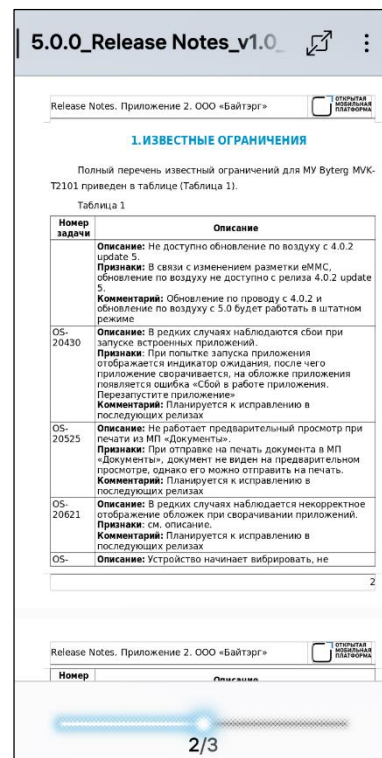 5.0.0_Release Notes_v1.0_
Release Notes. Приложение 2. ООО «Байтэрг»
ОТКРЫТАЯ
МОБИЛЬНАЯ
ПЛАТФОРМА
1.ИЗВЕСТНЫЕ ОГРАНИЧЕНИЯ
Полный перечень известный ограничений для МУ Byterg MVK-
T2101 приведен в таблице (Таблица 1).
Таблица 1
Номер
задачи
Описание
Описание: Не доступно обновление по воздуху с 4.0.2
update 5.
Признаки: В связи с изменением разметки eMMC,
обновление по воздуху не доступно с релиза 4.0.2 update
5.
Комментарий: Обновление по проводу с 4.0.2 и
обновление по воздуху с 5.0 будет работать в штатном
режиме
OS-
20430
Описание: В редких случаях наблюдаются сбои при
запуске встроенных приложений.
Признаки: При попытке запуска приложения
отображается индикатор ожидания, после чего
приложение сворачивается, на обложке приложения
появляется ошибка «Сбой в работе приложения.
Перезапустите приложение»
Комментарий: Планируется к исправлению в
последующих релизах
OS-
20525
Описание: Не работает предварительный просмотр при
печати из МП «Документы».
Признаки: При отправке на печать документа в МП
«Документы», документ не виден на предварительном
просмотре, однако его можно отправить на печать.
Комментарий: Планируется к исправлению в
последующих релизах
OS-
20621
Описание: В редких случаях наблюдается некорректное
отображение обложек при сворачивании приложений.
Признаки: см. описание.
Комментарий: Планируется к исправлению в
последующих релизах
OS-
Описание: Устройство начинает вибрировать, не
2
Release Notes. Приложение 2. ООО «Байтэрг»
ОТКРЫТАЯ
МОБИЛЬНАЯ
ПЛАТФОРМА
Номер
Описание
2/3